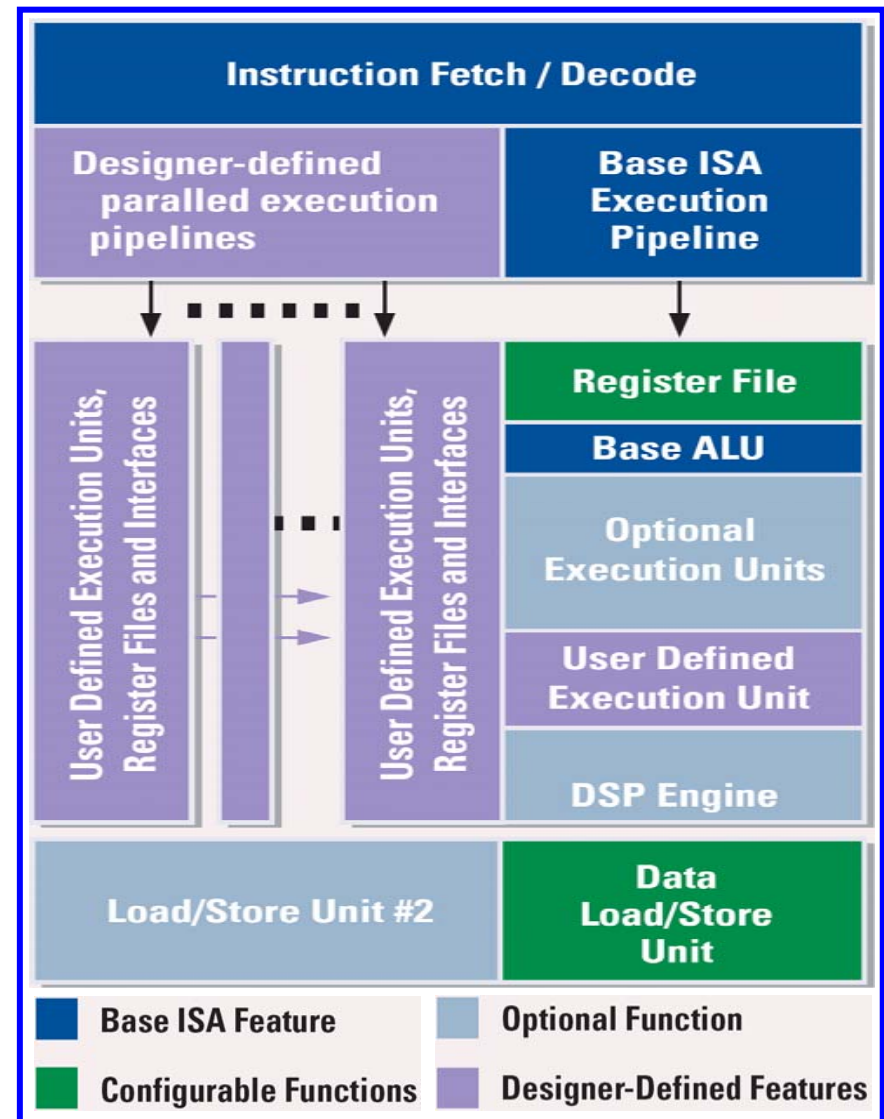 Instruction Fetch / Decode
Designer-defined
paralled execution
pipelines
Base ISA
Execution
Pipeline
User Defined Execution Units,
Register Files and Interfaces
User Defined Execution Units,
Register Files and Interfaces
Register File
Base ALU
Optional
Execution Units
User Defined
Execution Unit
DSP Engine
Load/Store Unit #2
Data
Load/Store
Unit
Base ISA Feature
Optional Function
Configurable Functions
Designer-Defined Features